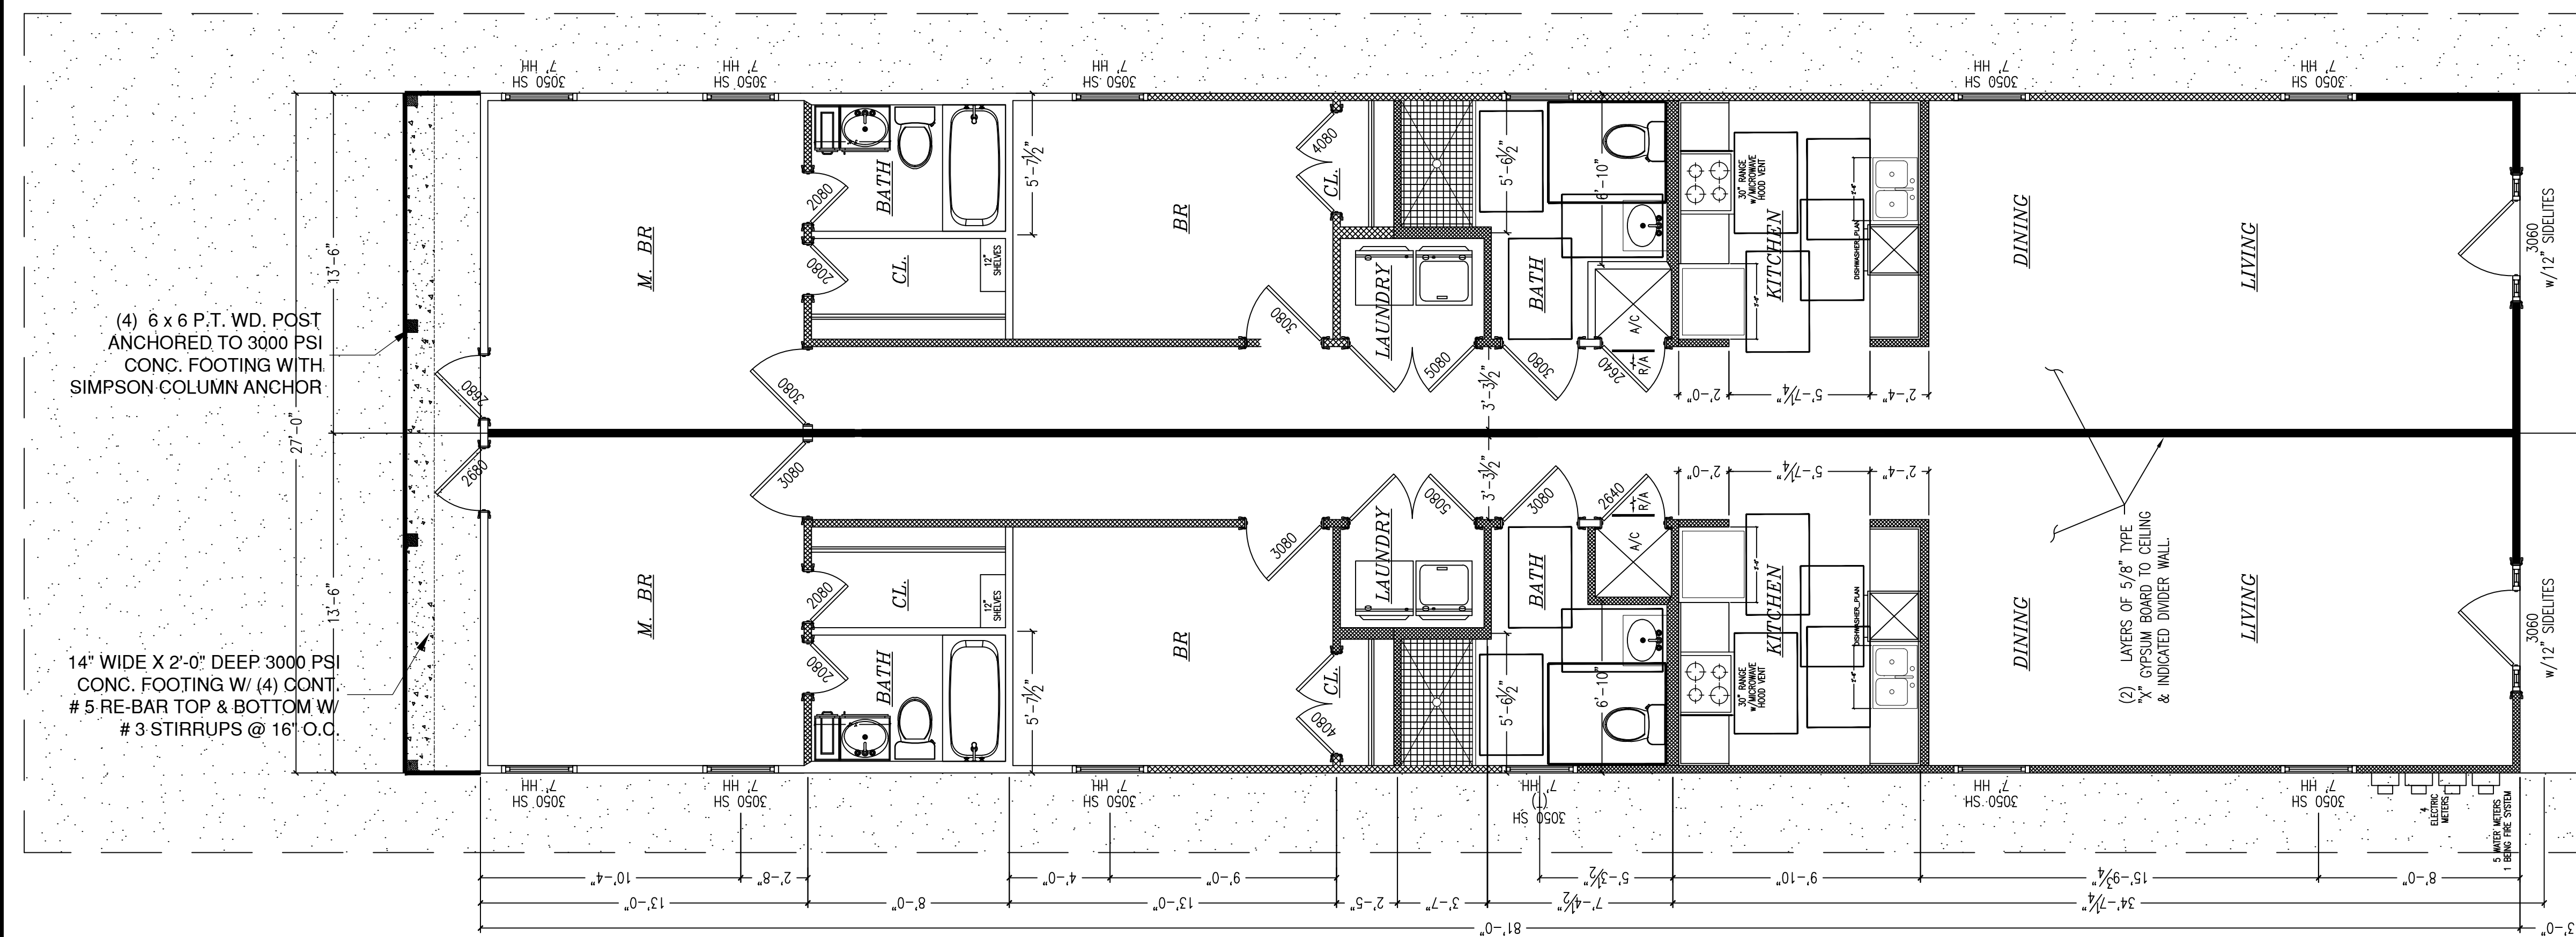 3050 SH
7' HH
3050 SH
7' HH
3050 SH
7' HH
3050 SH
7' HH
3050 SH
7' HH
27'-0"
13'-6"
13'-6"
(4) 6 x 6 P.T. WD. POST
ANCHORED TO 3000 PSI
CONC. FOOTING WITH
SIMPSON COLUMN ANCHOR
14" WIDE X 2'-0" DEEP 3000 PSI
CONC. FOOTING W/ (4) CONT.
# 5 RE-BAR TOP & BOTTOM W/
# 3 STIRRUPS @ 16" O.C.
2680
M. BR
3080
2080
2080
BATH
CL.
12"
SHELVES
5'-7½"
BR
3080
4080
CL.
LAUNDRY
5080
5'-6½"
3'-3½"
BATH
3080
6'-10"
A/C
2640
R/A
30" RANGE
w/MICROWAVE
HOOD VENT
KITCHEN
DISHWASHER_PLAN
2'-0"
5'-7¼"
2'-4"
DINING
LIVING
3060
w/12" SIDELITES
2680
M. BR
3080
2080
2080
CL.
BATH
12"
SHELVES
5'-7½"
BR
3080
4080
CL.
LAUNDRY
5080
5'-6½"
3'-3½"
BATH
3080
6'-10"
A/C
2640
R/A
30" RANGE
w/MICROWAVE
HOOD VENT
KITCHEN
DISHWASHER_PLAN
2'-0"
5'-7¼"
2'-4"
DINING
LIVING
(2) LAYERS OF 5/8" TYPE
"X" GYPSUM BOARD TO CEILING
& INDICATED DIVIDER WALL.
3060
w/12" SIDELITES
3050 SH
7' HH
3050 SH
7' HH
3050 SH
7' HH
3050 SH
(T)
7' HH
3050 SH
7' HH
3050 SH
7' HH
4
ELECTRIC
METERS
5 WATER METERS
1 BEING FIRE SYSTEM
10'-4"
2'-8"
4'-0"
9'-0"
5'-3½"
9'-10"
15'-9¾"
8'-0"
13'-0"
8'-0"
13'-0"
2'-5"
3'-7"
7'-4½"
34'-7¼"
81'-0"
3'-0"